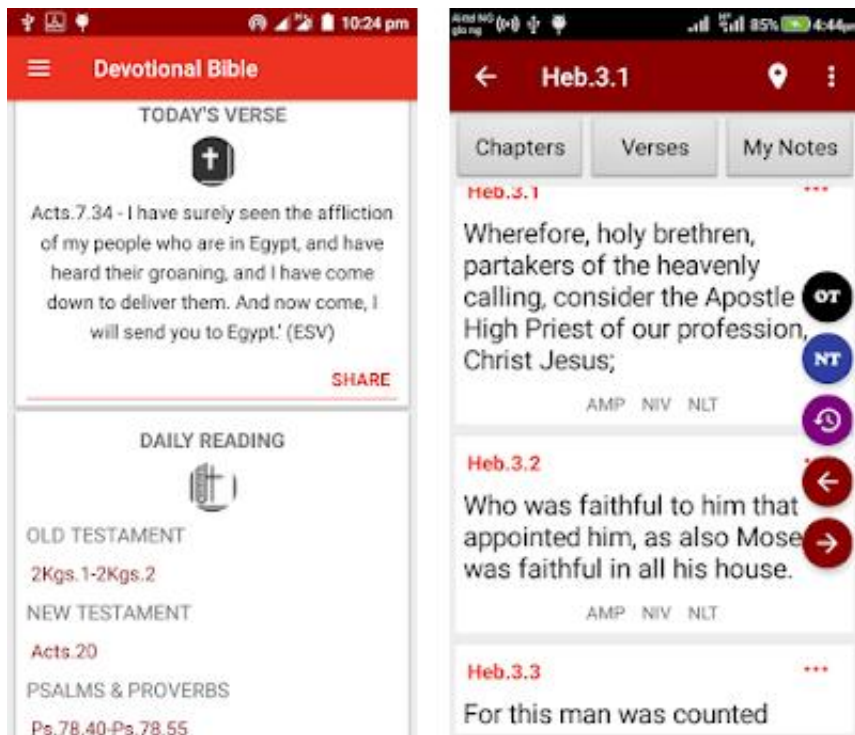 10:24 pm
Devotional Bible
TODAY'S VERSE
Acts.7.34 - I have surely seen the affliction
of my people who are in Egypt, and have
heard their groaning, and I have come
down to deliver them. And now come, I
will send you to Egypt.' (ESV)
SHARE
DAILY READING
OLD TESTAMENT
2Kgs.1-2Kgs.2
NEW TESTAMENT
Acts.20
PSALMS & PROVERBS
Ps.78.40-Ps.78.55
85% 4:44
Heb.3.1
Chapters Verses My Notes
Heb.3.1
Wherefore, holy brethren,
partakers of the heavenly
calling, consider the Apostle
High Priest of our profession,
Christ Jesus;
AMP NIV NLT
OT
NT
Heb.3.2
Who was faithful to him that
appointed him, as also Mose
was faithful in all his house.
AMP NIV NLT
Heb.3.3
For this man was counted